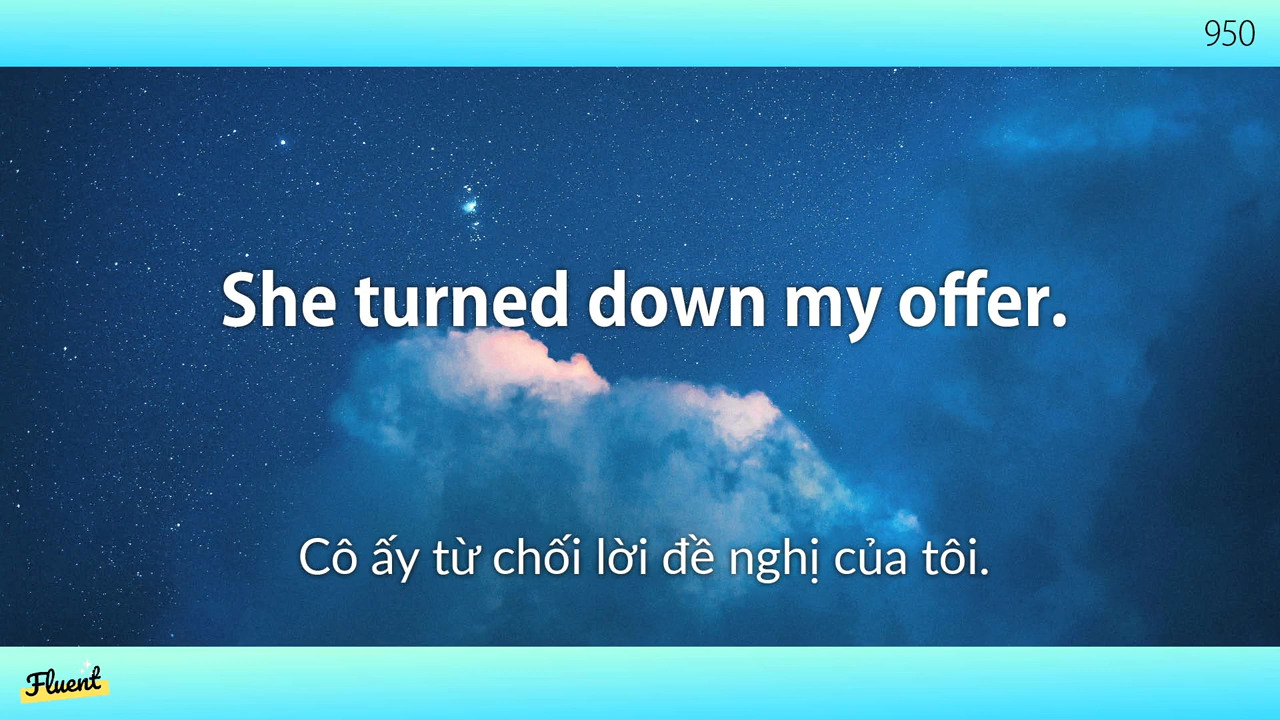 950
She turned down my offer.
Cô ấy từ chối lời đề nghị của tôi.
Fluent